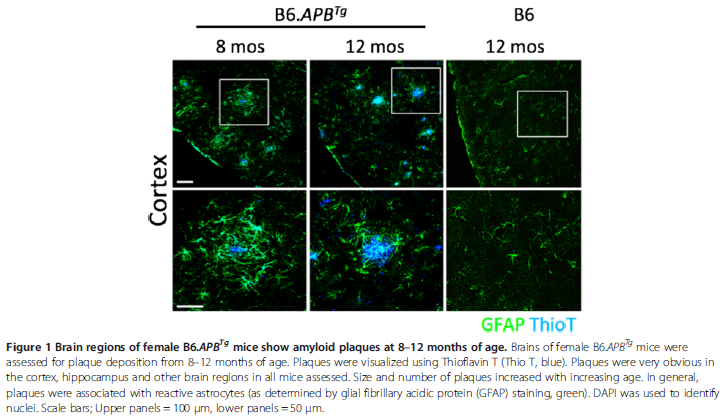 B6.APBTg B6
8 mos 12 mos 12 mos
Cortex
GFAP ThioT
Figure 1 Brain regions of female B6.APBTg mice show amyloid plaques at 8–12 months of age. Brains of female B6.APBTg mice were
assessed for plaque deposition from 8–12 months of age. Plaques were visualized using Thioflavin T (Thio T, blue). Plaques were very obvious in
the cortex, hippocampus and other brain regions in all mice assessed. Size and number of plaques increased with increasing age. In general,
plaques were associated with reactive astrocytes (as determined by glial fibrillary acidic protein (GFAP) staining, green). DAPI was used to identify
nuclei. Scale bars; Upper panels = 100 μm, lower panels = 50 μm.